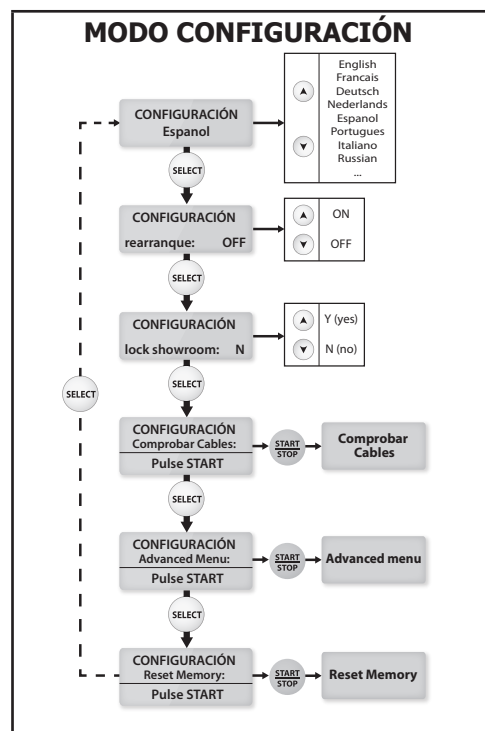 MODO CONFIGURACIÓN
English
Francais
Deutsch
Nederlands
Espanol
Portugues
Italiano
Russian
...
CONFIGURACIÓN
Espanol
SELECT
CONFIGURACIÓN
rearranque: OFF
ON
OFF
SELECT
CONFIGURACIÓN
lock showroom: N
Y (yes)
N (no)
SELECT
SELECT
CONFIGURACIÓN
Comprobar Cables:
Pulse START
START
STOP
Comprobar
Cables
SELECT
CONFIGURACIÓN
Advanced Menu:
Pulse START
START
STOP
Advanced menu
SELECT
CONFIGURACIÓN
Reset Memory:
Pulse START
START
STOP
Reset Memory